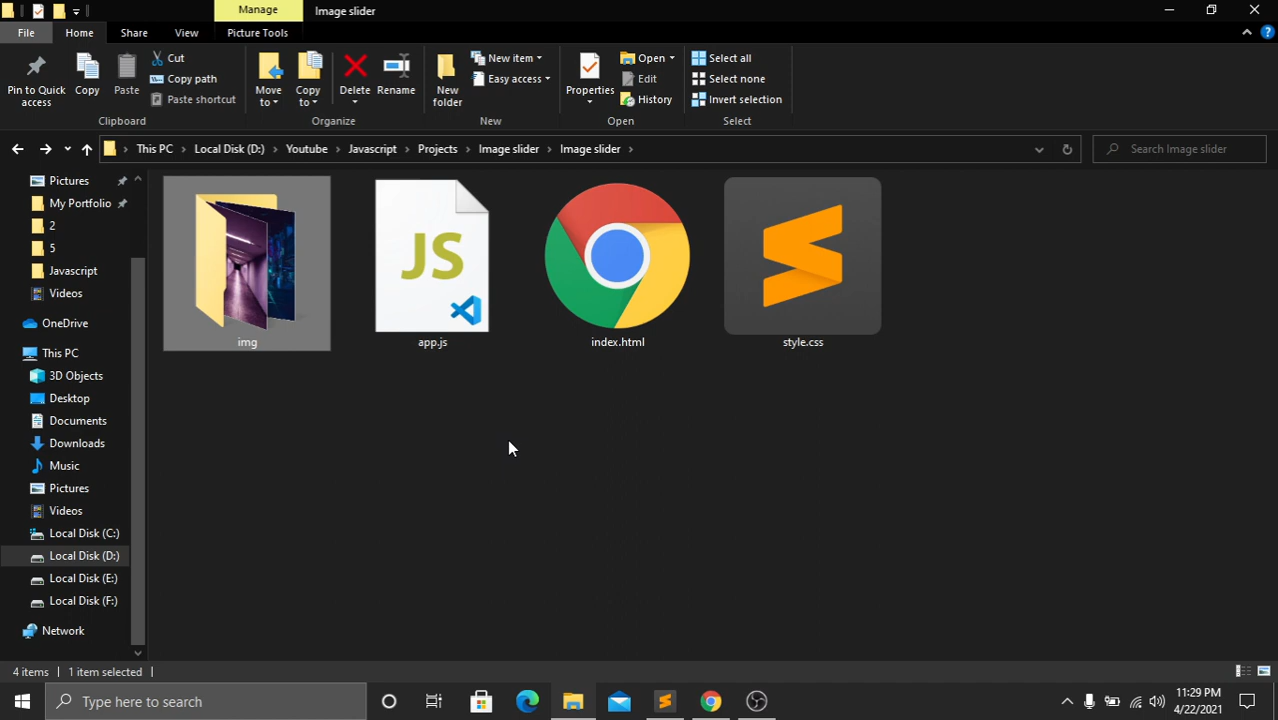 Manage
Image slider
File
Home
Share
View
Picture Tools
Pin to Quick access
Copy
Paste
Cut
Copy path
Paste shortcut
Clipboard
Move to
Copy to
Delete
Rename
Organize
New folder
New item
Easy access
New
Properties
Open
Edit
History
Open
Select all
Select none
Invert selection
Select
This PC > Local Disk (D:) > Youtube > Javascript > Projects > Image slider > Image slider >
Search Image slider
Pictures
My Portfolio
2
5
Javascript
Videos
OneDrive
This PC
3D Objects
Desktop
Documents
Downloads
Music
Pictures
Videos
Local Disk (C:)
Local Disk (D:)
Local Disk (E:)
Local Disk (F:)
Network
JS
img
app.js
index.html
style.css
4 items
1 item selected
Type here to search
11:29 PM
4/22/2021